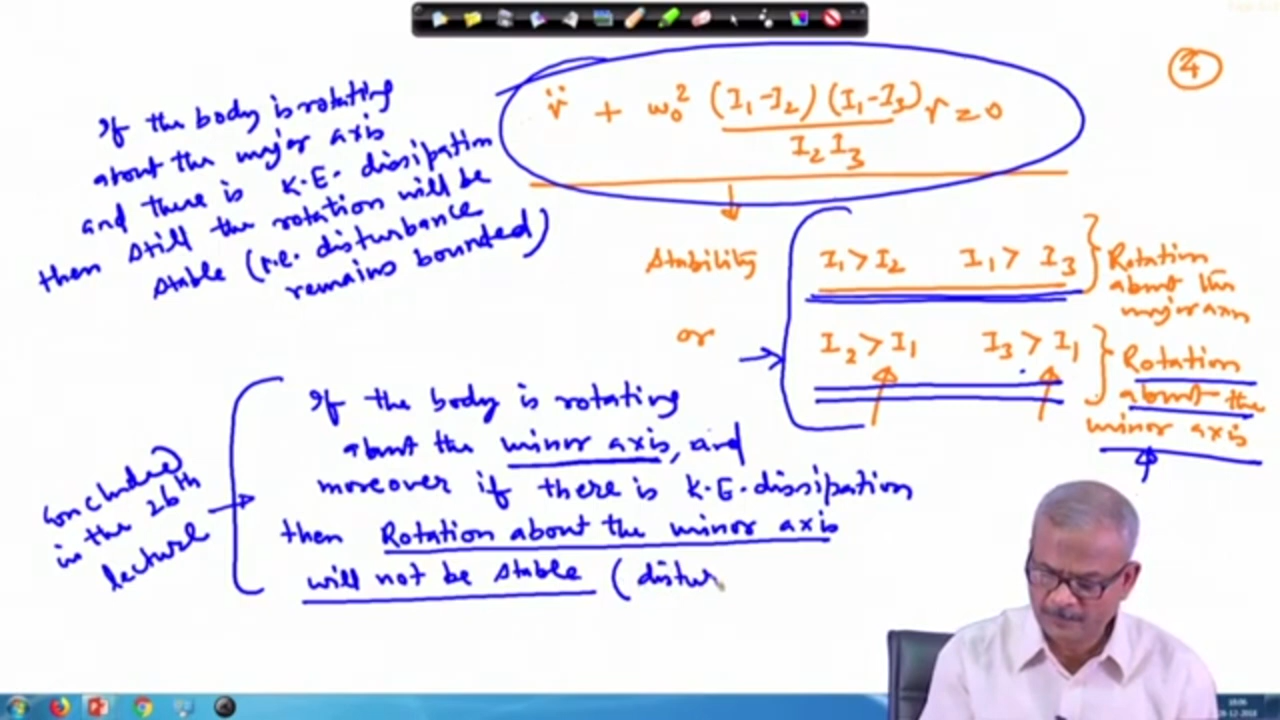 4
r̈ + ω₀² (I₁-I₂) (I₁-I₃) r = 0
I₂ I₃
If the body is rotating
about the major axis
and there is K.E. dissipation
then still the rotation will be
stable (i.e. disturbance
remains bounded)
Stability
I₁ > I₂ I₁ > I₃
Rotation
about the
major axis
or
I₂ > I₁ I₃ > I₁
Rotation
about the
minor axis
concluded
in the 26th
lecture
If the body is rotating
about the minor axis, and
moreover if there is K.E. dissipation
then Rotation about the minor axis
will not be stable (distur